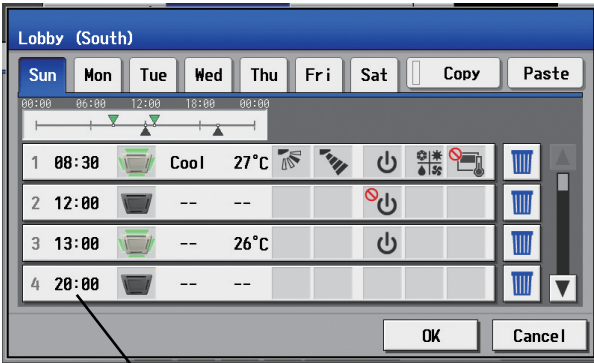 Lobby (South)
Sun Mon Tue Wed Thu Fri Sat Copy Paste
00:00 06:00 12:00 18:00 00:00
1 08:30 Cool 27°C
2 12:00 -- --
3 13:00 -- 26°C
4 20:00 -- --
OK Cancel